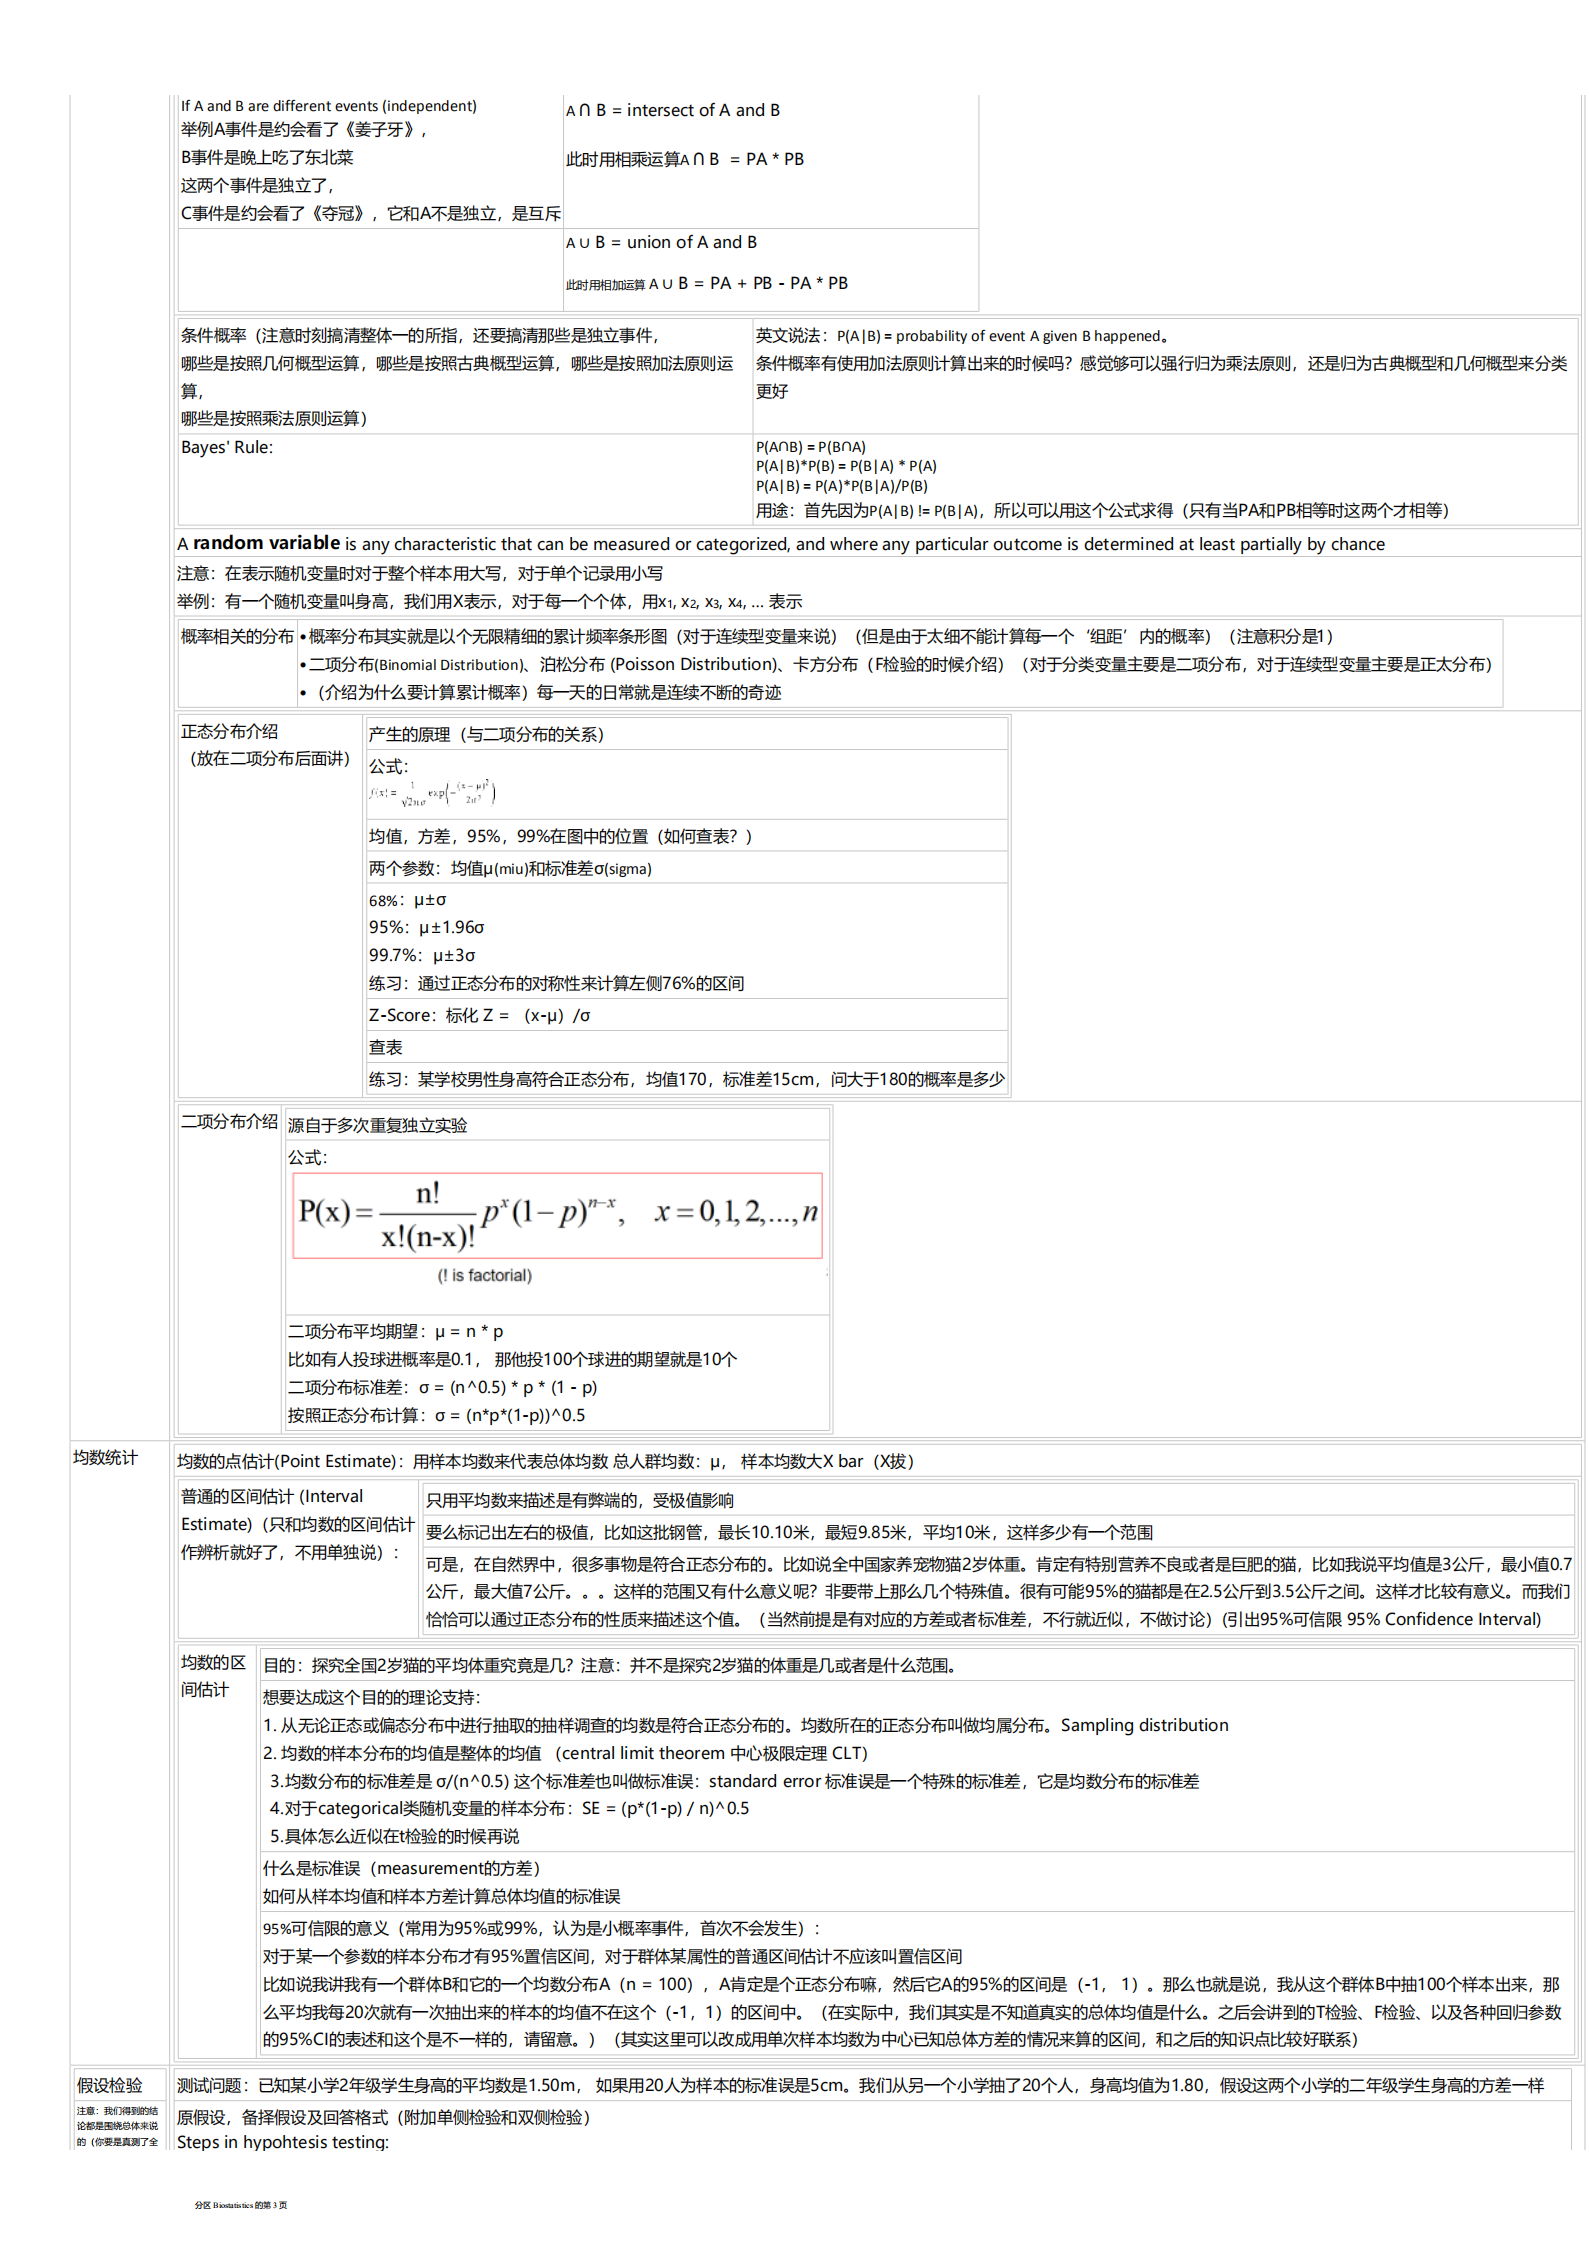 If A and B are different events (independent)
举例A事件是约会看了《姜子牙》，
B事件是晚上吃了东北菜
这两个事件是独立了，
C事件是约会看了《夺冠》，它和A不是独立，是互斥
A ∩ B = intersect of A and B
此时用相乘运算A ∩ B = PA * PB
A ∪ B = union of A and B
此时用相加运算 A ∪ B = PA + PB - PA * PB
条件概率（注意时刻搞清整体一的所指，还要搞清那些是独立事件，
哪些是按照几何概型运算，哪些是按照古典概型运算，哪些是按照加法原则运
算，
哪些是按照乘法原则运算）
英文说法：P(A|B) = probability of event A given B happened。
条件概率有使用加法原则计算出来的时候吗？感觉够可以强行归为乘法原则，还是归为古典概型和几何概型来分类
更好
Bayes' Rule:
P(A∩B) = P(B∩A)
P(A|B)*P(B) = P(B|A) * P(A)
P(A|B) = P(A)*P(B|A)/P(B)
用途：首先因为P(A|B) != P(B|A)，所以可以用这个公式求得（只有当PA和PB相等时这两个才相等）
A random variable is any characteristic that can be measured or categorized, and where any particular outcome is determined at least partially by chance
注意：在表示随机变量时对于整个样本用大写，对于单个记录用小写
举例：有一个随机变量叫身高，我们用X表示，对于每一个个体，用x₁, x₂, x₃, x₄, ... 表示
概率相关的分布
• 概率分布其实就是以个无限精细的累计频率条形图（对于连续型变量来说）（但是由于太细不能计算每一个‘组距’内的概率）（注意积分是1）
• 二项分布(Binomial Distribution)、泊松分布 (Poisson Distribution)、卡方分布（F检验的时候介绍）（对于分类变量主要是二项分布，对于连续型变量主要是正太分布）
• （介绍为什么要计算累计概率）每一天的日常就是连续不断的奇迹
正态分布介绍
（放在二项分布后面讲）
产生的原理（与二项分布的关系）
公式：
f(x) = 1/(√2πσ) exp(-(x - μ)²/2σ²)
均值，方差，95%，99%在图中的位置（如何查表？）
两个参数：均值μ(miu)和标准差σ(sigma)
68%：μ±σ
95%：μ±1.96σ
99.7%：μ±3σ
练习：通过正态分布的对称性来计算左侧76%的区间
Z-Score：标化 Z = （x-μ）/σ
查表
练习：某学校男性身高符合正态分布，均值170，标准差15cm，问大于180的概率是多少
二项分布介绍
源自于多次重复独立实验
公式：
P(x) = n!/(x!(n-x)!) pˣ(1-p)ⁿ⁻ˣ, x = 0,1,2,...,n
(! is factorial)
二项分布平均期望：μ = n * p
比如有人投球进概率是0.1， 那他投100个球进的期望就是10个
二项分布标准差：σ = (n^0.5) * p * (1 - p)
按照正态分布计算：σ = (n*p*(1-p))^0.5
均数统计
均数的点估计(Point Estimate)：用样本均数来代表总体均数 总人群均数：μ， 样本均数大X bar（X拔）
普通的区间估计 (Interval
Estimate)（只和均数的区间估计
作辨析就好了，不用单独说）：
只用平均数来描述是有弊端的，受极值影响
要么标记出左右的极值，比如这批钢管，最长10.10米，最短9.85米，平均10米，这样多少有一个范围
可是，在自然界中，很多事物是符合正态分布的。比如说全中国家养宠物猫2岁体重。肯定有特别营养不良或者是巨肥的猫，比如我说平均值是3公斤，最小值0.7
公斤，最大值7公斤。。。这样的范围又有什么意义呢？非要带上那么几个特殊值。很有可能95%的猫都是在2.5公斤到3.5公斤之间。这样才比较有意义。而我们
恰恰可以通过正态分布的性质来描述这个值。（当然前提是有对应的方差或者标准差，不行就近似，不做讨论）(引出95%可信限 95% Confidence Interval)
均数的区
间估计
目的：探究全国2岁猫的平均体重究竟是几？注意：并不是探究2岁猫的体重是几或者是什么范围。
想要达成这个目的的理论支持：
1. 从无论正态或偏态分布中进行抽取的抽样调查的均数是符合正态分布的。均数所在的正态分布叫做均属分布。Sampling distribution
2. 均数的样本分布的均值是整体的均值 （central limit theorem 中心极限定理 CLT）
3.均数分布的标准差是 σ/(n^0.5) 这个标准差也叫做标准误：standard error 标准误是一个特殊的标准差，它是均数分布的标准差
4.对于categorical类随机变量的样本分布：SE = (p*(1-p) / n)^0.5
5.具体怎么近似在t检验的时候再说
什么是标准误（measurement的方差）
如何从样本均值和样本方差计算总体均值的标准误
95%可信限的意义（常用为95%或99%，认为是小概率事件，首次不会发生）：
对于某一个参数的样本分布才有95%置信区间，对于群体某属性的普通区间估计不应该叫置信区间
比如说我讲我有一个群体B和它的一个均数分布A（n = 100），A肯定是个正态分布嘛，然后它A的95%的区间是（-1， 1）。那么也就是说，我从这个群体B中抽100个样本出来，那
么平均我每20次就有一次抽出来的样本的均值不在这个（-1，1）的区间中。（在实际中，我们其实是不知道真实的总体均值是什么。之后会讲到的T检验、F检验、以及各种回归参数
的95%CI的表述和这个是不一样的，请留意。）（其实这里可以改成用单次样本均数为中心已知总体方差的情况来算的区间，和之后的知识点比较好联系）
假设检验
注意：我们得到的结
论都是围绕总体来说
的（你要是真测了全
测试问题：已知某小学2年级学生身高的平均数是1.50m， 如果用20人为样本的标准误是5cm。我们从另一个小学抽了20个人，身高均值为1.80，假设这两个小学的二年级学生身高的方差一样
原假设，备择假设及回答格式（附加单侧检验和双侧检验）
Steps in hypohtesis testing:
分区 Biostatistics 的第 3 页